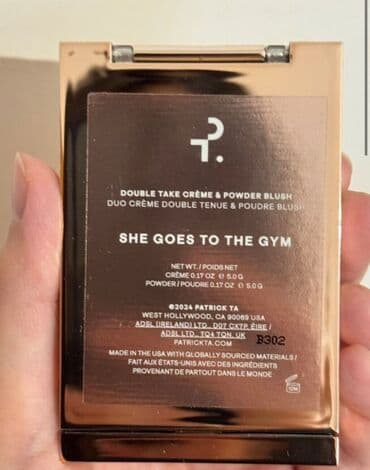 DOUBLE TAKE CRÈME & POWDER BLUSH
DUO CRÈME DOUBLE TENUE & POUDRE BLUSH
SHE GOES TO THE GYM
NET WT. / POIDS NET
CRÈME 0.17 OZ ℮ 5.0 G
POWDER / POUDRE 0.17 OZ ℮ 5.0 G
©2024 PATRICK TA
WEST HOLLYWOOD, CA 90069 USA
ADSL (IRELAND) LTD., D07 CX7P, ÉIRE /
ADSL LTD., TQ4 7QN, UK
PATRICKTA.COM
B302
MADE IN THE USA WITH GLOBALLY SOURCED MATERIALS /
FAIT AUX ÉTATS-UNIS AVEC DES INGRÉDIENTS
PROVENANT DE PARTOUT DANS LE MONDE
12M